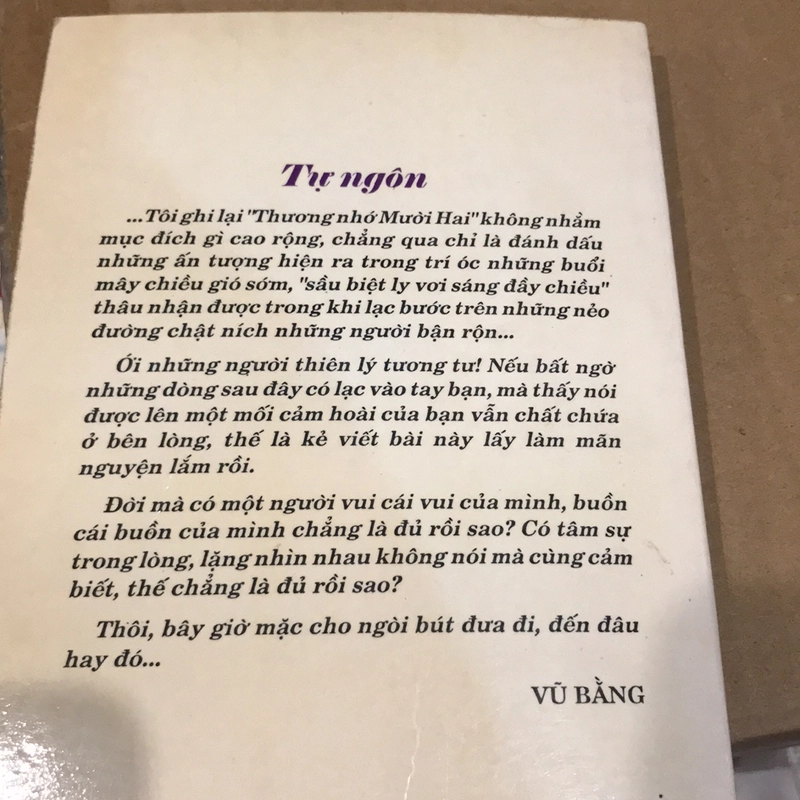 Tự ngôn
...Tôi ghi lại "Thương nhớ Mười Hai" không nhằm
mục đích gì cao rộng, chẳng qua chỉ là đánh dấu
những ấn tượng hiện ra trong trí óc những buổi
mây chiều gió sớm, "sầu biệt ly vơi sáng đầy chiều"
thâu nhận được trong khi lạc bước trên những nẻo
đường chật ních những người bận rộn...
Ới những người thiên lý tương tư! Nếu bất ngờ
những dòng sau đây có lạc vào tay bạn, mà thấy nói
được lên một mối cảm hoài của bạn vẫn chất chứa
ở bên lòng, thế là kẻ viết bài này lấy làm mãn
nguyện lắm rồi.
Đời mà có một người vui cái vui của mình, buồn
cái buồn của mình chẳng là đủ rồi sao? Có tâm sự
trong lòng, lặng nhìn nhau không nói mà cùng cảm
biết, thế chẳng là đủ rồi sao?
Thôi, bây giờ mặc cho ngòi bút đưa đi, đến đâu
hay đó...
VŨ BẰNG